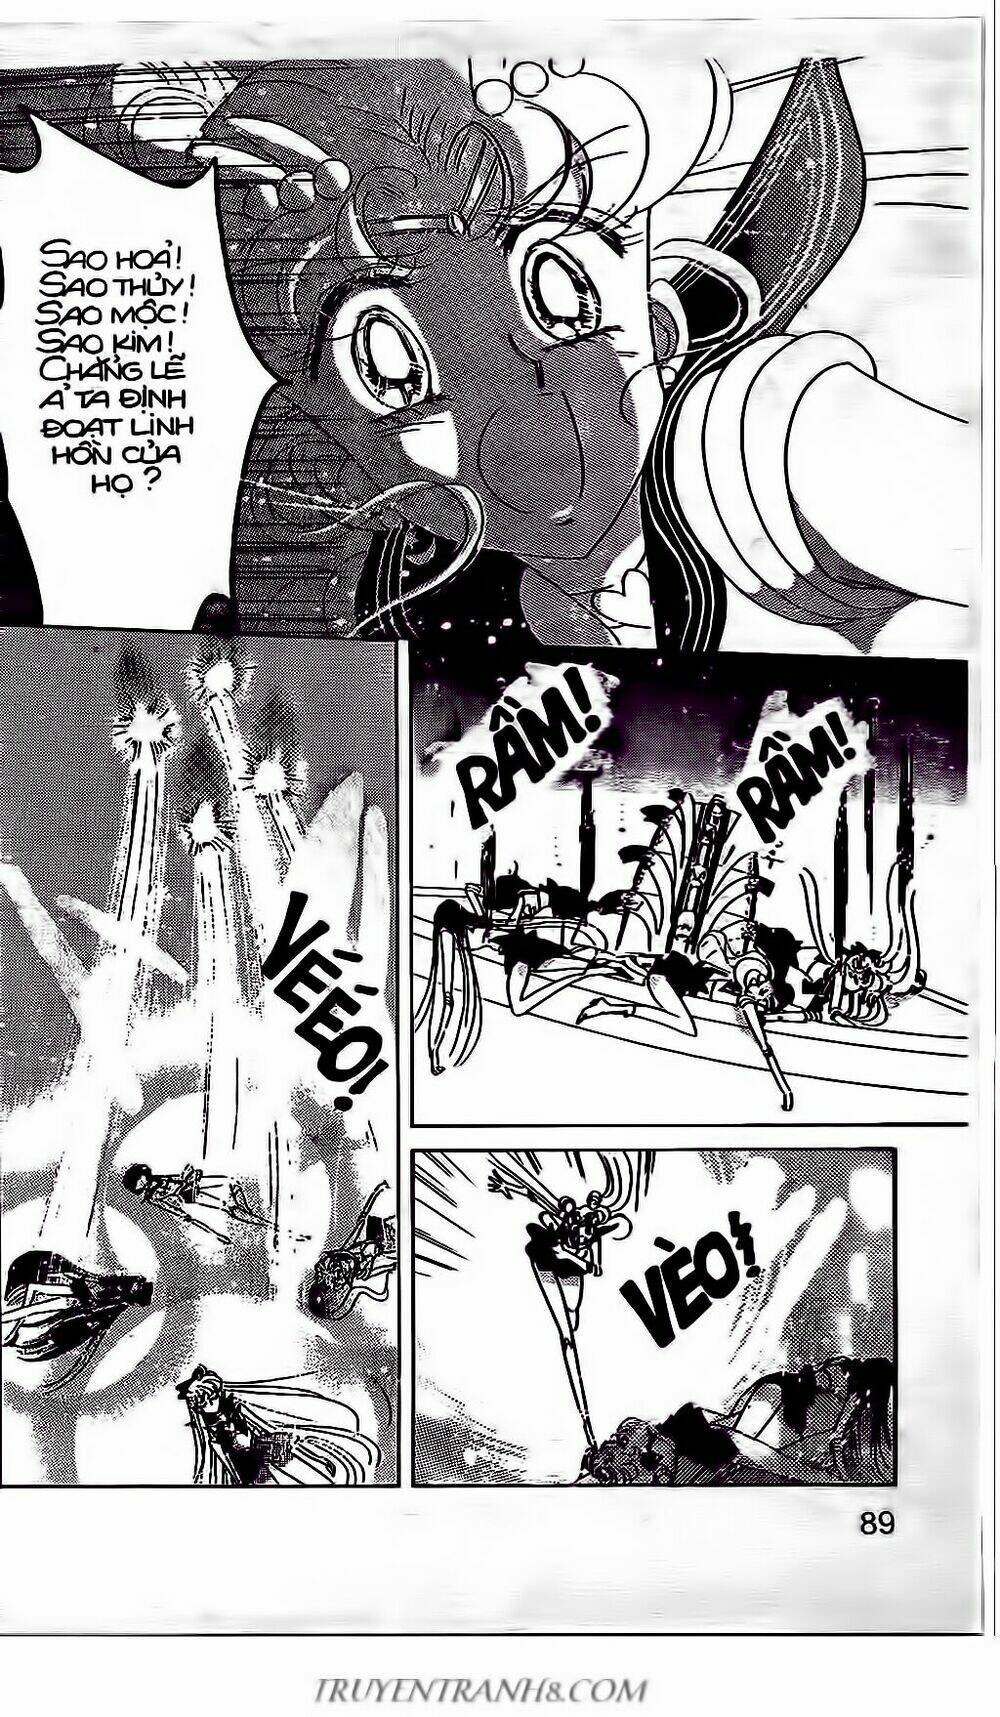 SAO HOẢ!
SAO THỦY!
SAO MỘC!
SAO KIM!
CHẲNG LẼ
Ả TA ĐỊNH
ĐOẠT LINH
HỒN CỦA
HỌ?
RẦM!
RẦM!
VÉÉO!
VÈO!
89
TRUYENTRANH8.COM